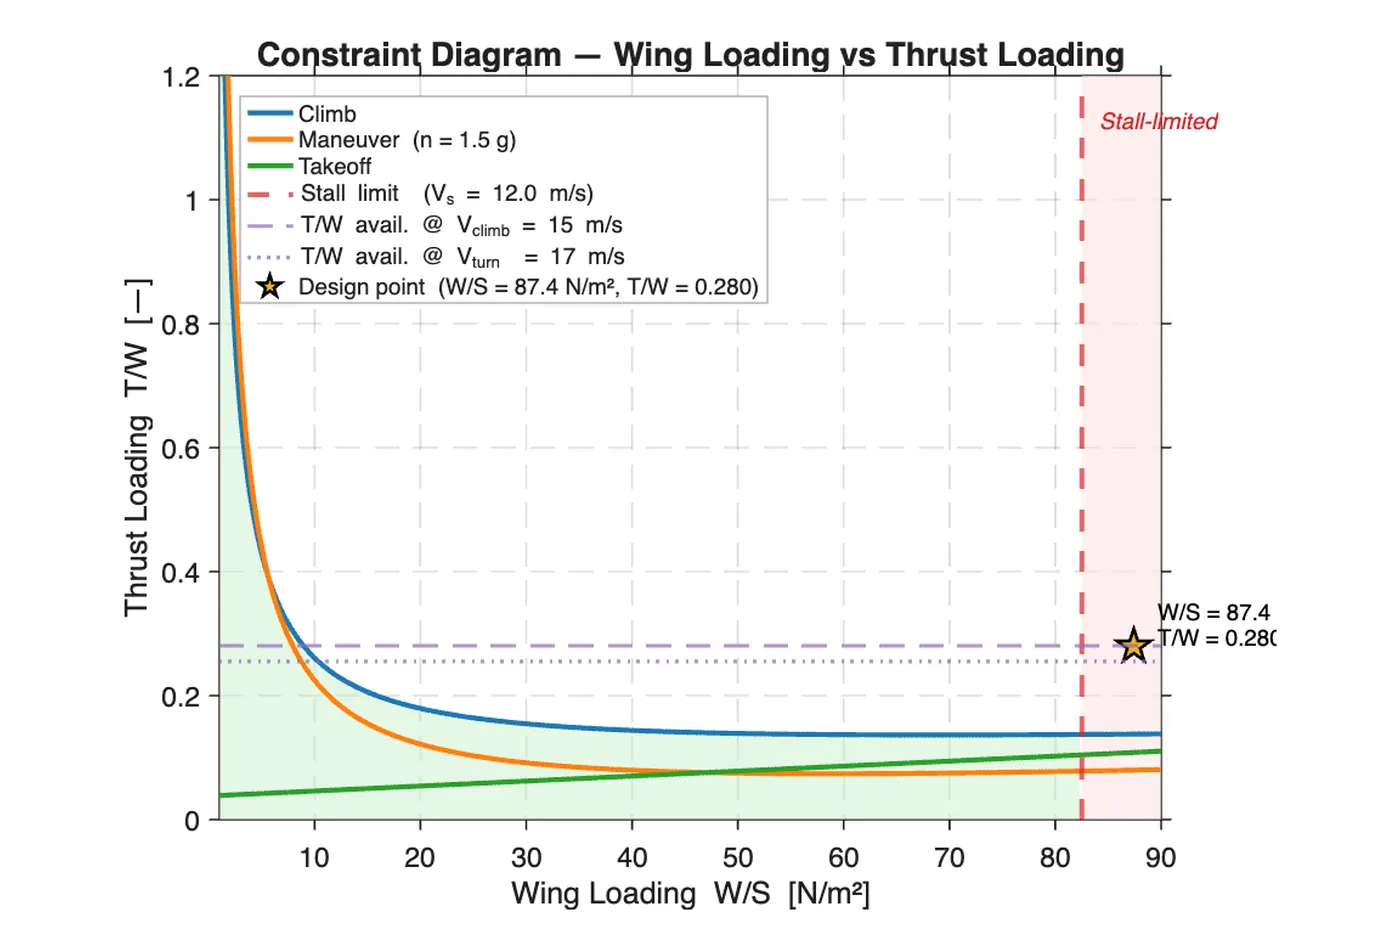 Constraint Diagram — Wing Loading vs Thrust Loading
1.2
1
0.8
0.6
0.4
0.2
0
Thrust Loading T/W [—]
Climb
Maneuver (n = 1.5 g)
Takeoff
Stall limit (Vs = 12.0 m/s)
T/W avail. @ Vclimb = 15 m/s
T/W avail. @ Vturn = 17 m/s
Design point (W/S = 87.4 N/m², T/W = 0.280)
Stall-limited
W/S = 87.4
T/W = 0.280
10 20 30 40 50 60 70 80 90
Wing Loading W/S [N/m²]